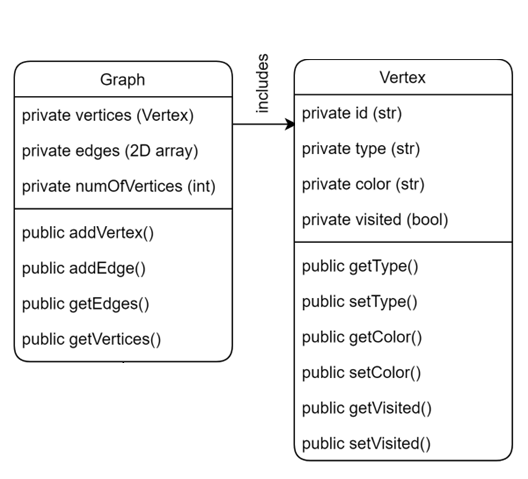 Graph
private vertices (Vertex)
private edges (2D array)
private numOfVertices (int)
public addVertex()
public addEdge()
public getEdges()
public getVertices()
includes
Vertex
private id (str)
private type (str)
private color (str)
private visited (bool)
public getType()
public setType()
public getColor()
public setColor()
public getVisited()
public setVisited()